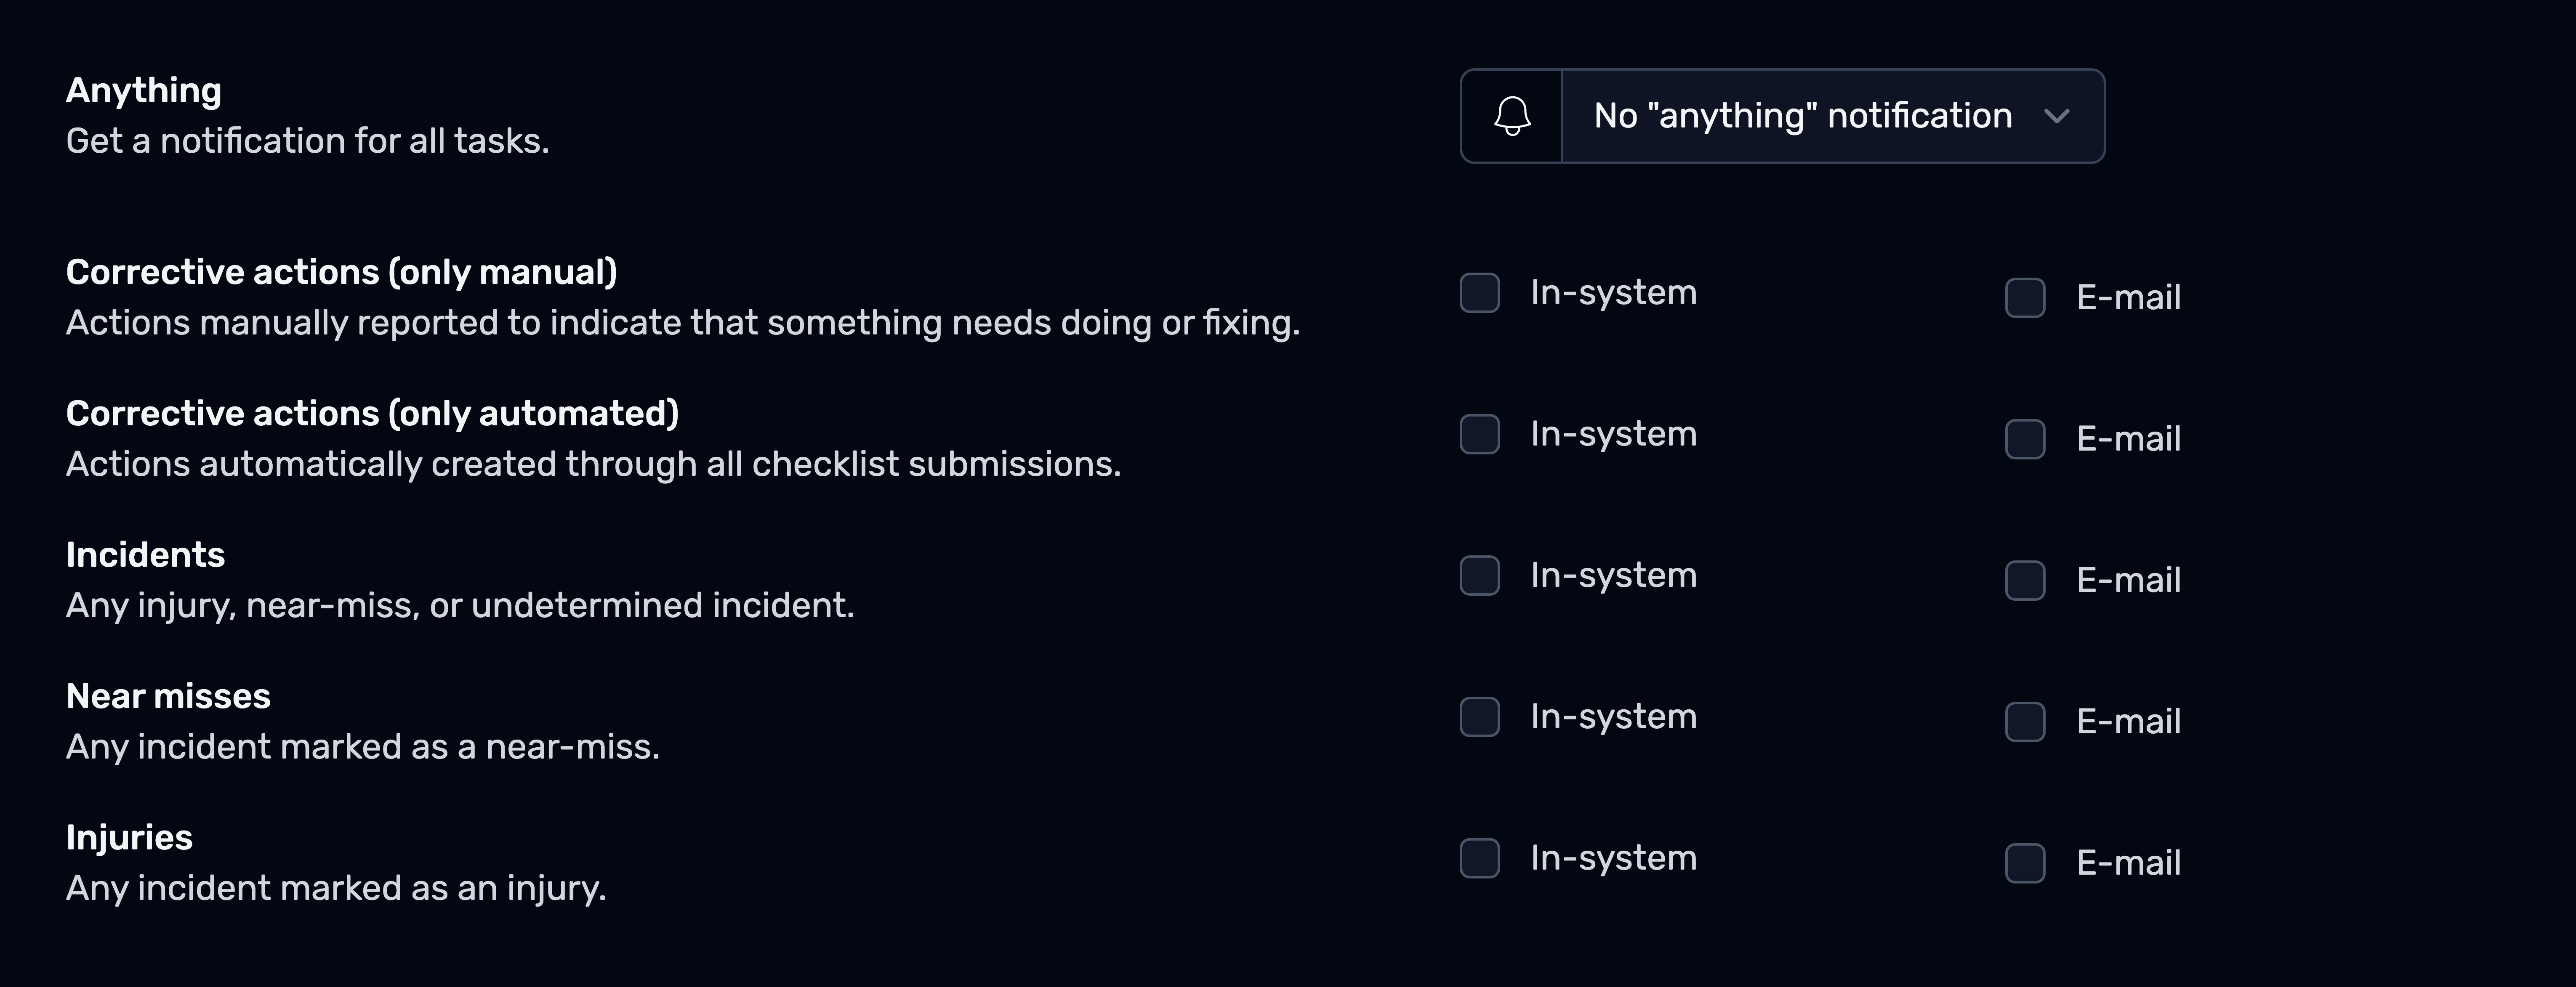 Anything
Get a notification for all tasks.
No "anything" notification
Corrective actions (only manual)
Actions manually reported to indicate that something needs doing or fixing.
In-system
E-mail
Corrective actions (only automated)
Actions automatically created through all checklist submissions.
In-system
E-mail
Incidents
Any injury, near-miss, or undetermined incident.
In-system
E-mail
Near misses
Any incident marked as a near-miss.
In-system
E-mail
Injuries
Any incident marked as an injury.
In-system
E-mail